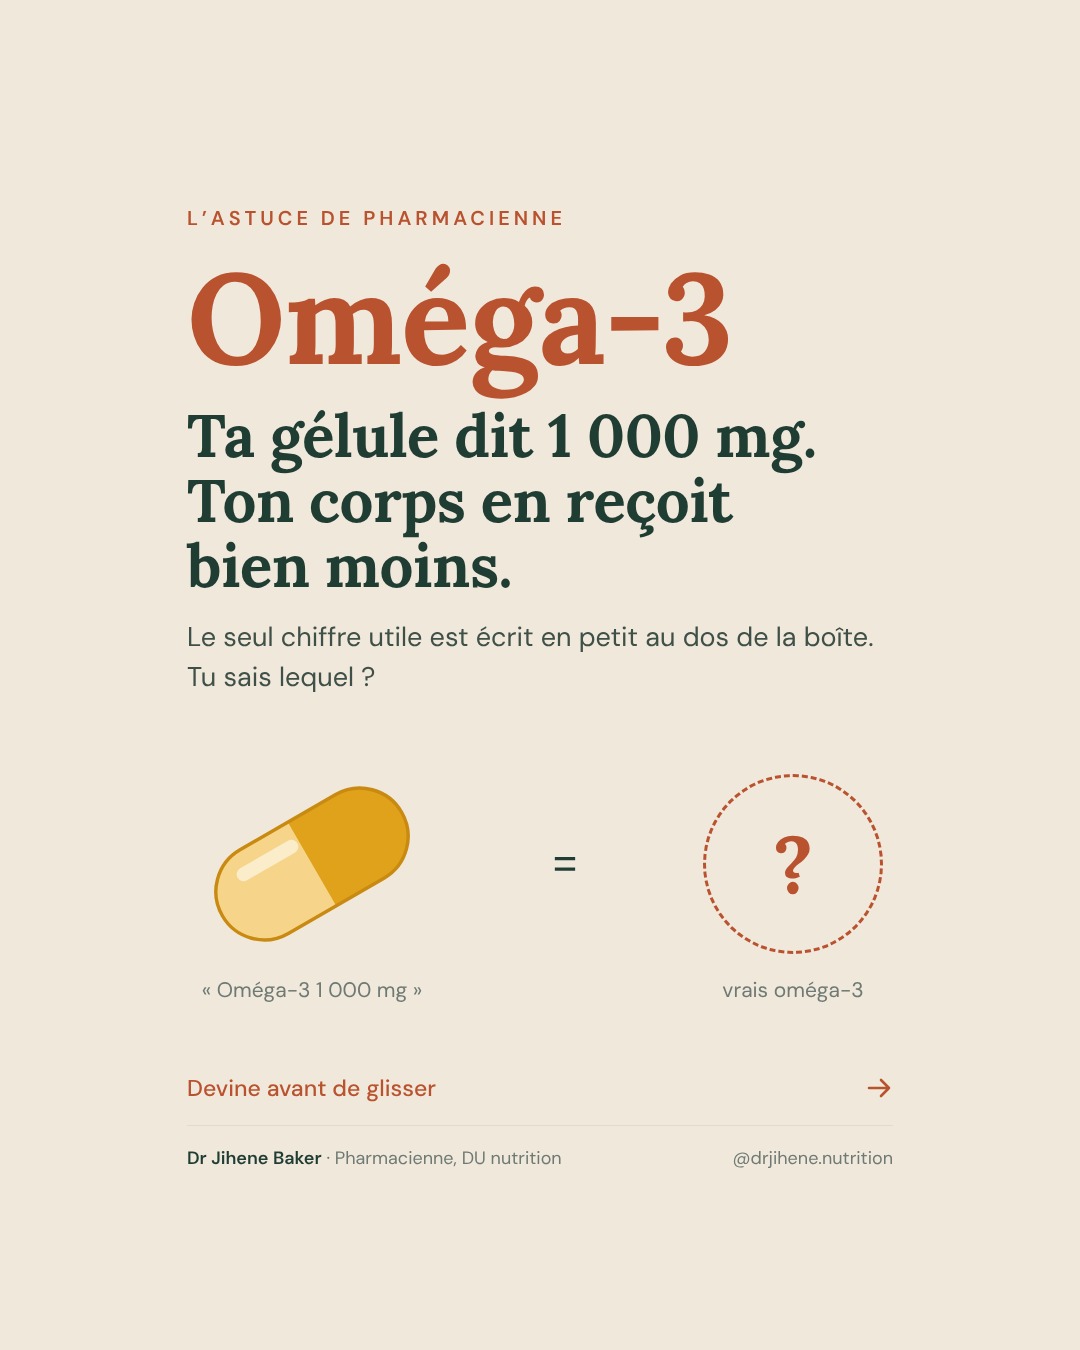 L’ASTUCE DE PHARMACIENNE
Oméga-3
Ta gélule dit 1 000 mg.
Ton corps en reçoit
bien moins.
Le seul chiffre utile est écrit en petit au dos de la boîte.
Tu sais lequel ?
=
?
« Oméga-3 1 000 mg »
vrais oméga-3
Devine avant de glisser →
Dr Jihene Baker · Pharmacienne, DU nutrition
@drjihene.nutrition